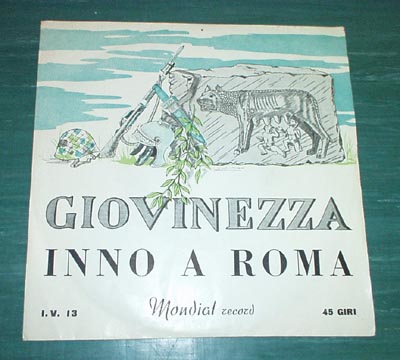 GIOVINEZZA
INNO A ROMA
I.V. 13 Mondial record 45 GIRI